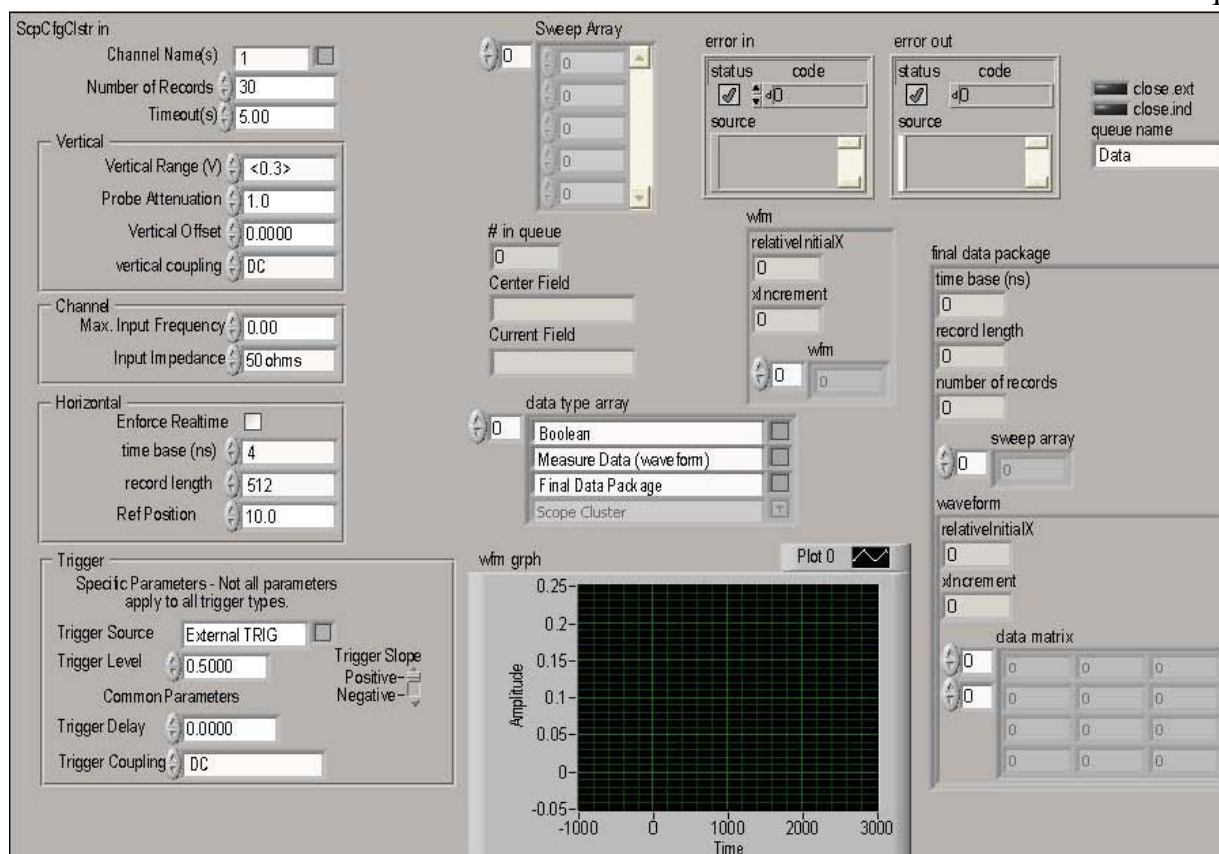 ScpCfgClstr in
Channel Name(s) 1
Number of Records 30
Timeout(s) 5.00
Vertical
Vertical Range (V) <0.3>
Probe Attenuation 1.0
Vertical Offset 0.0000
vertical coupling DC
Channel
Max. Input Frequency 0.00
Input Impedance 50 ohms
Horizontal
Enforce Realtime
time base (ns) 4
record length 512
Ref Position 10.0
Trigger
Specific Parameters - Not all parameters
apply to all trigger types.
Trigger Source External TRIG
Trigger Level 0.5000
Trigger Slope
Positive
Negative
Common Parameters
Trigger Delay 0.0000
Trigger Coupling DC
Sweep Array
0
0
0
0
0
0
# in queue
0
Center Field
Current Field
data type array
0
Boolean
Measure Data (waveform)
Final Data Package
Scope Cluster
wfm grph
Plot 0
0.25
0.2
0.15
0.1
0.05
0
-0.05
Amplitude
-1000 0 1000 2000 3000
Time
error in
status code
d0
source
error out
status code
d0
source
close.ext
close.ind
queue name
Data
wfm
relativeInitialX
0
xIncrement
0
wfm
0 0
final data package
time base (ns)
0
record length
0
number of records
0
sweep array
0 0
waveform
relativeInitialX
0
xIncrement
0
data matrix
0 0 0 0
0 0 0 0
0 0 0
0 0 0